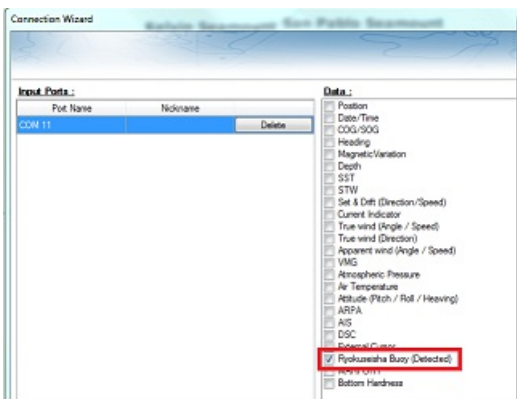 Connection Wizard
Kelvin Seamount San Pablo Seamount
Input Ports :
Port Name Nickname
COM 11 Delete
Data :
Position
Date/Time
COG/SOG
Heading
MagneticVariation
Depth
SST
STW
Set & Drift (Direction/Speed)
Current Indicator
True wind (Angle / Speed)
True wind (Direction)
Apparent wind (Angle / Speed)
VMG
Atmospheric Pressure
Air Temperature
Attitude (Pitch / Roll / Heaving)
ARPA
AIS
DSC
External Cursor
Ryokuseisha Buoy (Detected)
Bottom Hardness